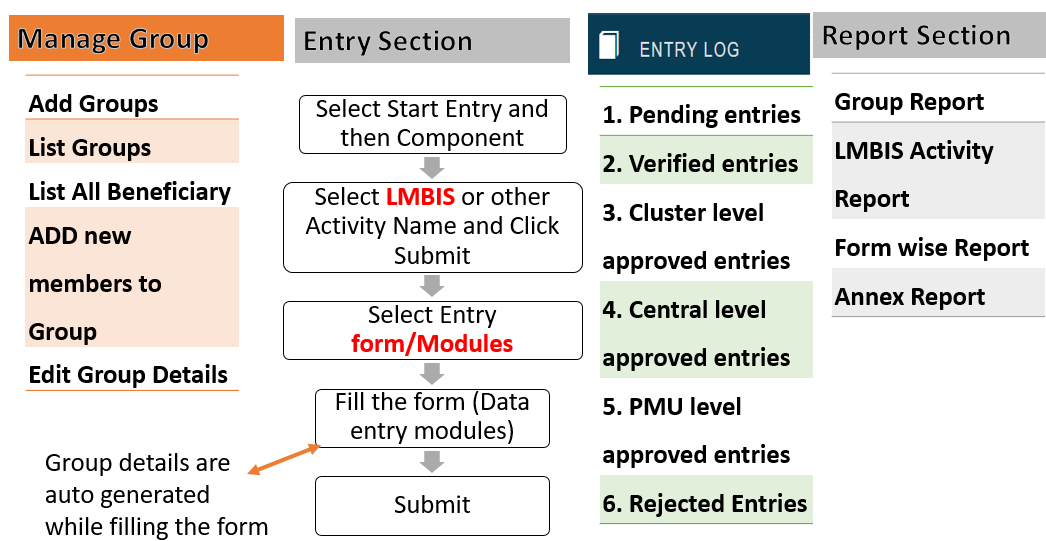 Manage Group
Add Groups
List Groups
List All Beneficiary
ADD new
members to
Group
Edit Group Details
Group details are
auto generated
while filling the form
Entry Section
Select Start Entry and
then Component
Select LMBIS or other
Activity Name and Click
Submit
Select Entry
form/Modules
Fill the form (Data
entry modules)
Submit
ENTRY LOG
1. Pending entries
2. Verified entries
3. Cluster level
approved entries
4. Central level
approved entries
5. PMU level
approved entries
6. Rejected Entries
Report Section
Group Report
LMBIS Activity
Report
Form wise Report
Annex Report